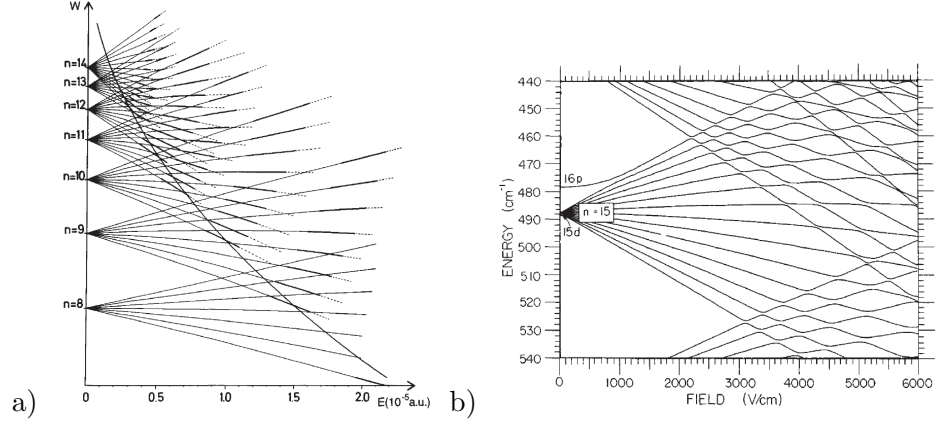 W
n=14
n=13
n=12
n=11
n=10
n=9
n=8
0 0.5 1.0 1.5 2.0 E(10⁻⁵a.u.)
a)
440
450
460
470
480
490
500
510
520
530
540
ENERGY (cm⁻¹)
16p
n = 15
15d
0 1000 2000 3000 4000 5000 6000
FIELD (V/cm)
b)